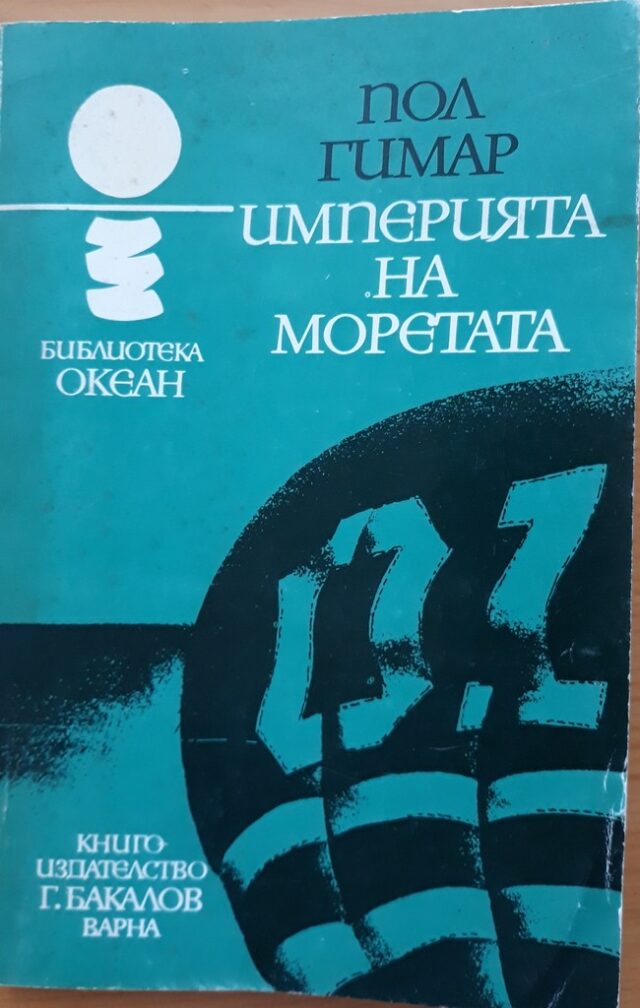 ПОЛ
ГИМАР
ИМПЕРИЯТА
НА
МОРЕТАТА
БИБЛИОТЕКА
ОКЕАН
КНИГО-
ИЗДАТЕЛСТВО
Г. БАКАЛОВ
ВАРНА